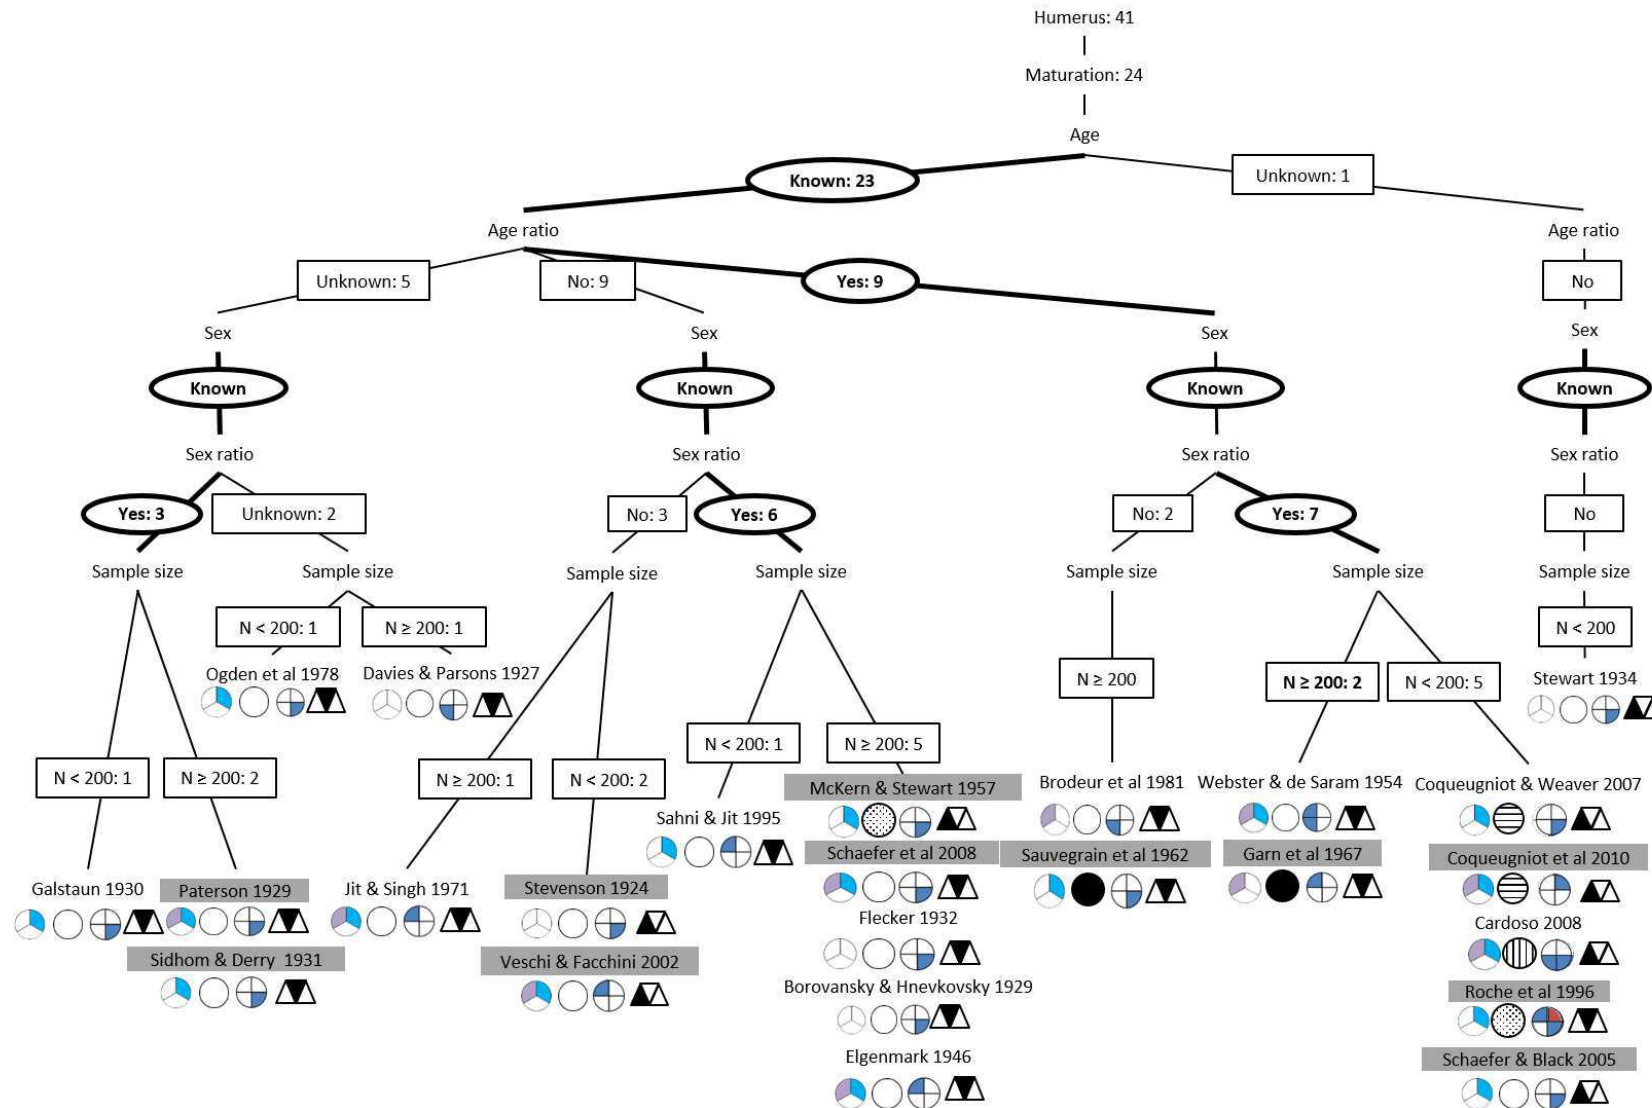 Humerus: 41
Maturation: 24
Age
Known: 23
Unknown: 1
Age ratio
Age ratio
Unknown: 5
No: 9
Yes: 9
No
Sex
Sex
Sex
Sex
Known
Known
Known
Known
Sex ratio
Sex ratio
Sex ratio
Sex ratio
Yes: 3
Unknown: 2
No: 3
Yes: 6
No: 2
Yes: 7
No
Sample size
Sample size
Sample size
Sample size
Sample size
Sample size
Sample size
N < 200: 1
N ≥ 200: 1
N < 200
Ogden et al 1978
Davies & Parsons 1927
N ≥ 200
N ≥ 200: 2
N < 200: 5
Stewart 1934
N < 200: 1
N ≥ 200: 5
N < 200: 1
N ≥ 200: 2
N ≥ 200: 1
N < 200: 2
McKern & Stewart 1957
Brodeur et al 1981
Webster & de Saram 1954
Coqueugniot & Weaver 2007
Sahni & Jit 1995
Schaefer et al 2008
Sauvegrain et al 1962
Garn et al 1967
Coqueugniot et al 2010
Galstaun 1930
Paterson 1929
Jit & Singh 1971
Stevenson 1924
Flecker 1932
Cardoso 2008
Sidhom & Derry 1931
Veschi & Facchini 2002
Borovansky & Hnevkovsky 1929
Roche et al 1996
Elgenmark 1946
Schaefer & Black 2005